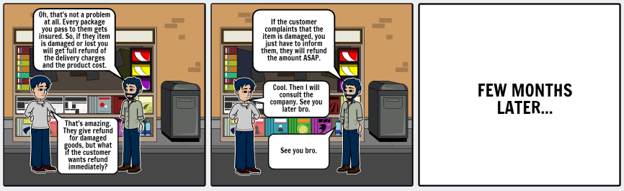 Oh, that's not a problem
at all. Every package
you pass to them gets
insured. So, if they item
is damaged or lost you
will get full refund of
the delivery charges
and the product cost.
That's amazing.
They give refund
for damaged
goods, but what
if the customer
wants refund
immediately?
If the customer
complaints that the
item is damaged, you
just have to inform
them, they will refund
the amount ASAP.
Cool. Then I will
consult the
company. See you
later bro.
See you bro.
FEW MONTHS
LATER...